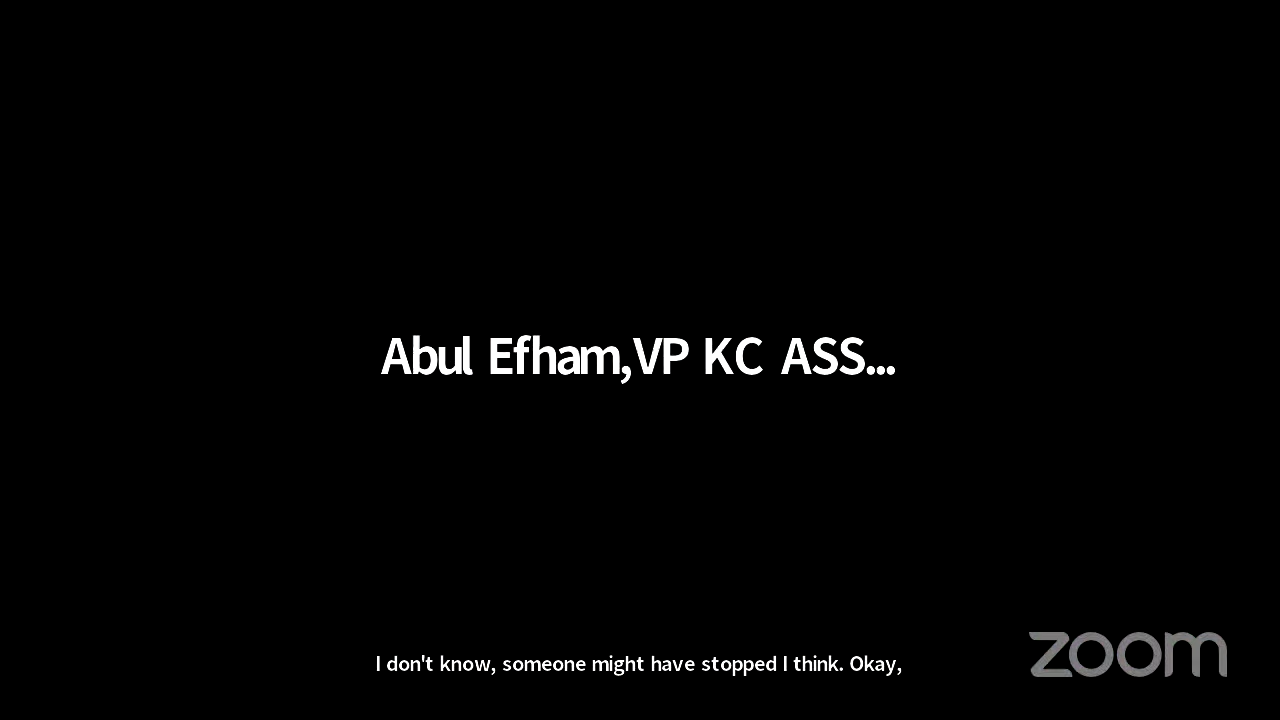 Abul Efham,VP KC ASS...
I don't know, someone might have stopped I think. Okay,
zoom